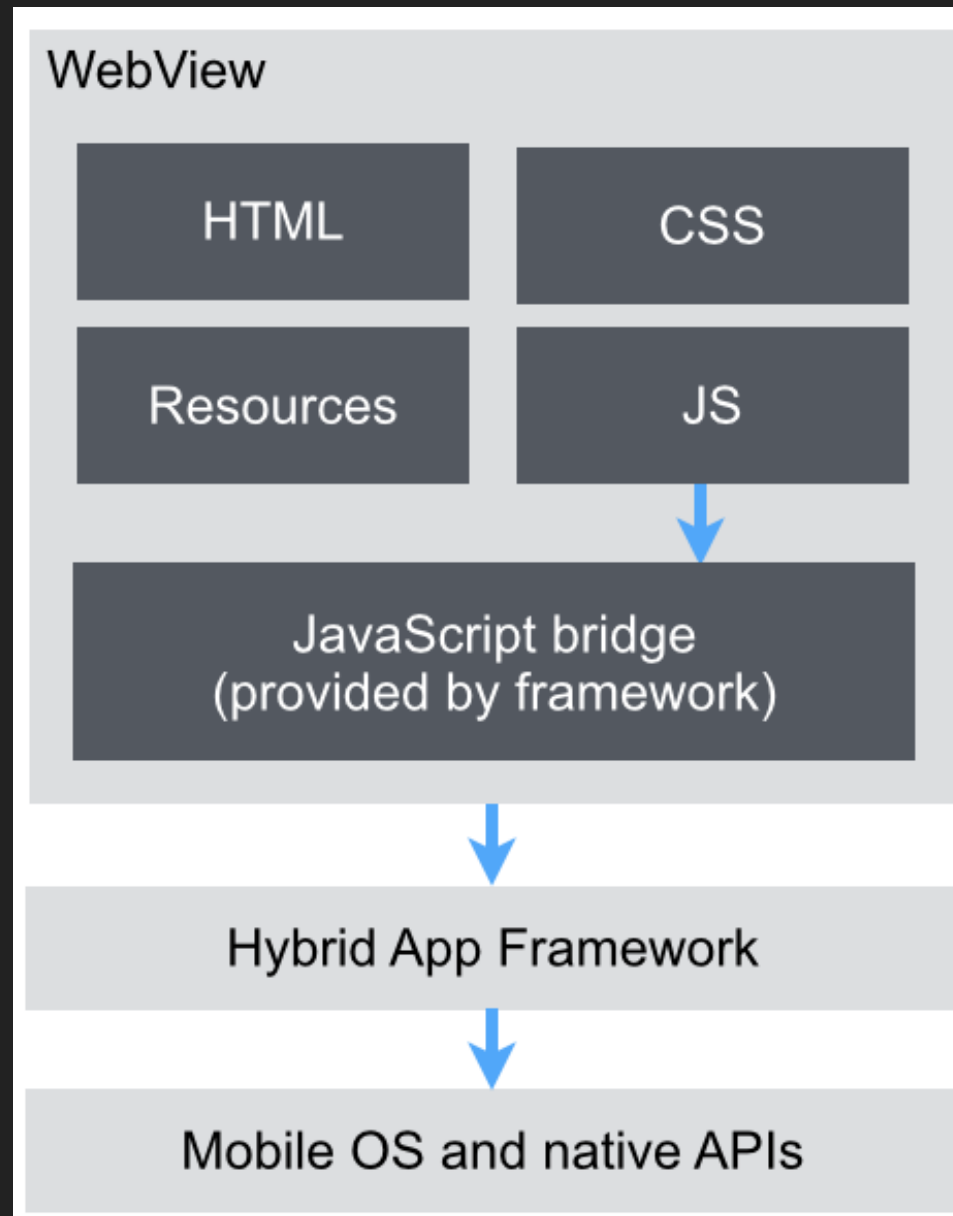 WebView
HTML
CSS
Resources
JS
JavaScript bridge
(provided by framework)
Hybrid App Framework
Mobile OS and native APIs